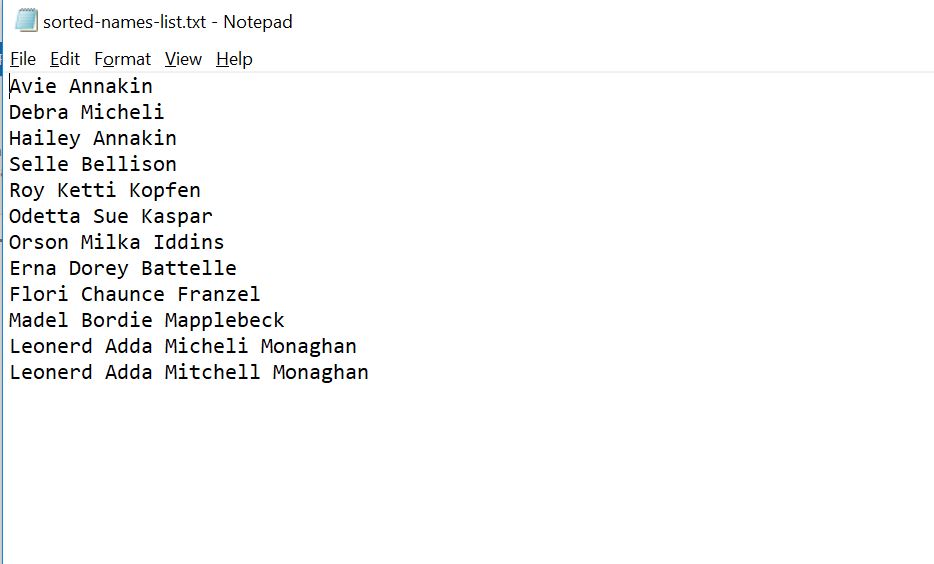 sorted-names-list.txt - Notepad
File Edit Format View Help
Avie Annakin
Debra Micheli
Hailey Annakin
Selle Bellison
Roy Ketti Kopfen
Odetta Sue Kaspar
Orson Milka Iddins
Erna Dorey Battelle
Flori Chaunce Franzel
Madel Bordie Mapplebeck
Leonerd Adda Micheli Monaghan
Leonerd Adda Mitchell Monaghan